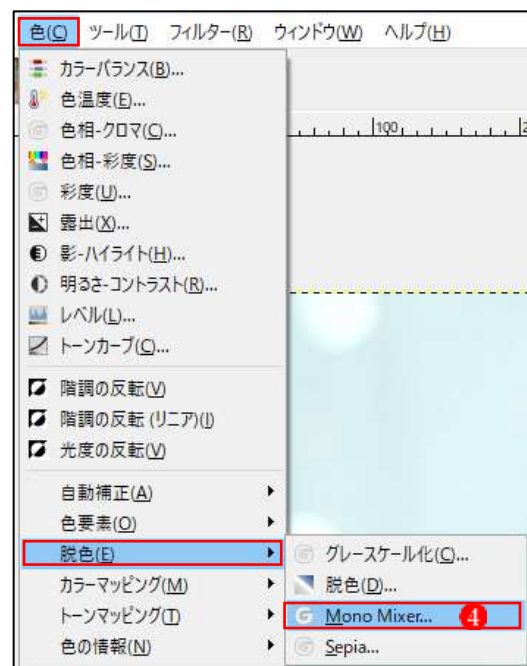 色(C) ツール(T) フィルター(R) ウィンドウ(W) ヘルプ(H)
カラーバランス(B)...
色温度(E)...
色相-クロマ(C)...
100
色相-彩度(S)...
彩度(U)...
露出(X)...
影-ハイライト(H)...
明るさ-コントラスト(R)...
レベル(L)...
トーンカーブ(C)...
階調の反転(V)
階調の反転 (リニア)(I)
光度の反転(V)
自動補正(A)
色要素(O)
脱色(E) グレースケール化(C)...
カラーマッピング(M) 脱色(D)...
トーンマッピング(T) Mono Mixer... 4
色の情報(N) Sepia...